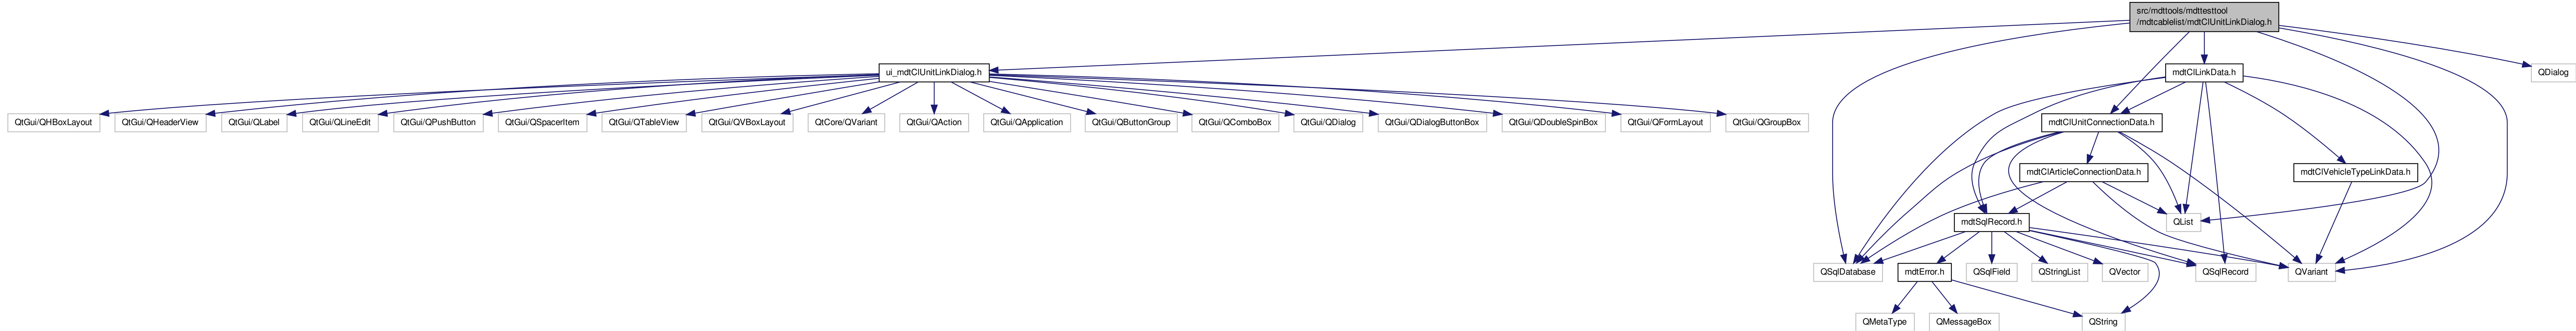 src/mdttools/mdttesttool
/mdtcablelist/mdtClUnitLinkDialog.h
ui_mdtClUnitLinkDialog.h
mdtClLinkData.h
QDialog
QtGui/QHBoxLayout
QtGui/QHeaderView
QtGui/QLabel
QtGui/QLineEdit
QtGui/QPushButton
QtGui/QSpacerItem
QtGui/QTableView
QtGui/QVBoxLayout
QtCore/QVariant
QtGui/QAction
QtGui/QApplication
QtGui/QButtonGroup
QtGui/QComboBox
QtGui/QDialog
QtGui/QDialogButtonBox
QtGui/QDoubleSpinBox
QtGui/QFormLayout
QtGui/QGroupBox
mdtClUnitConnectionData.h
mdtClArticleConnectionData.h
mdtClVehicleTypeLinkData.h
mdtSqlRecord.h
QList
QSqlDatabase
mdtError.h
QSqlField
QStringList
QVector
QSqlRecord
QVariant
QMetaType
QMessageBox
QString